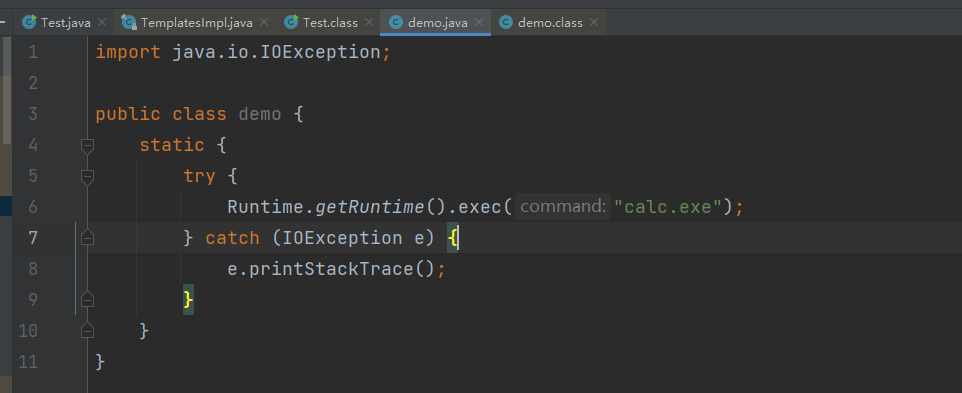 Test.java TemplatesImpl.java Test.class demo.java demo.class
1 import java.io.IOException;
2
3 public class demo {
4 static {
5 try {
6 Runtime.getRuntime().exec( command: "calc.exe");
7 } catch (IOException e) {
8 e.printStackTrace();
9 }
10 }
11 }